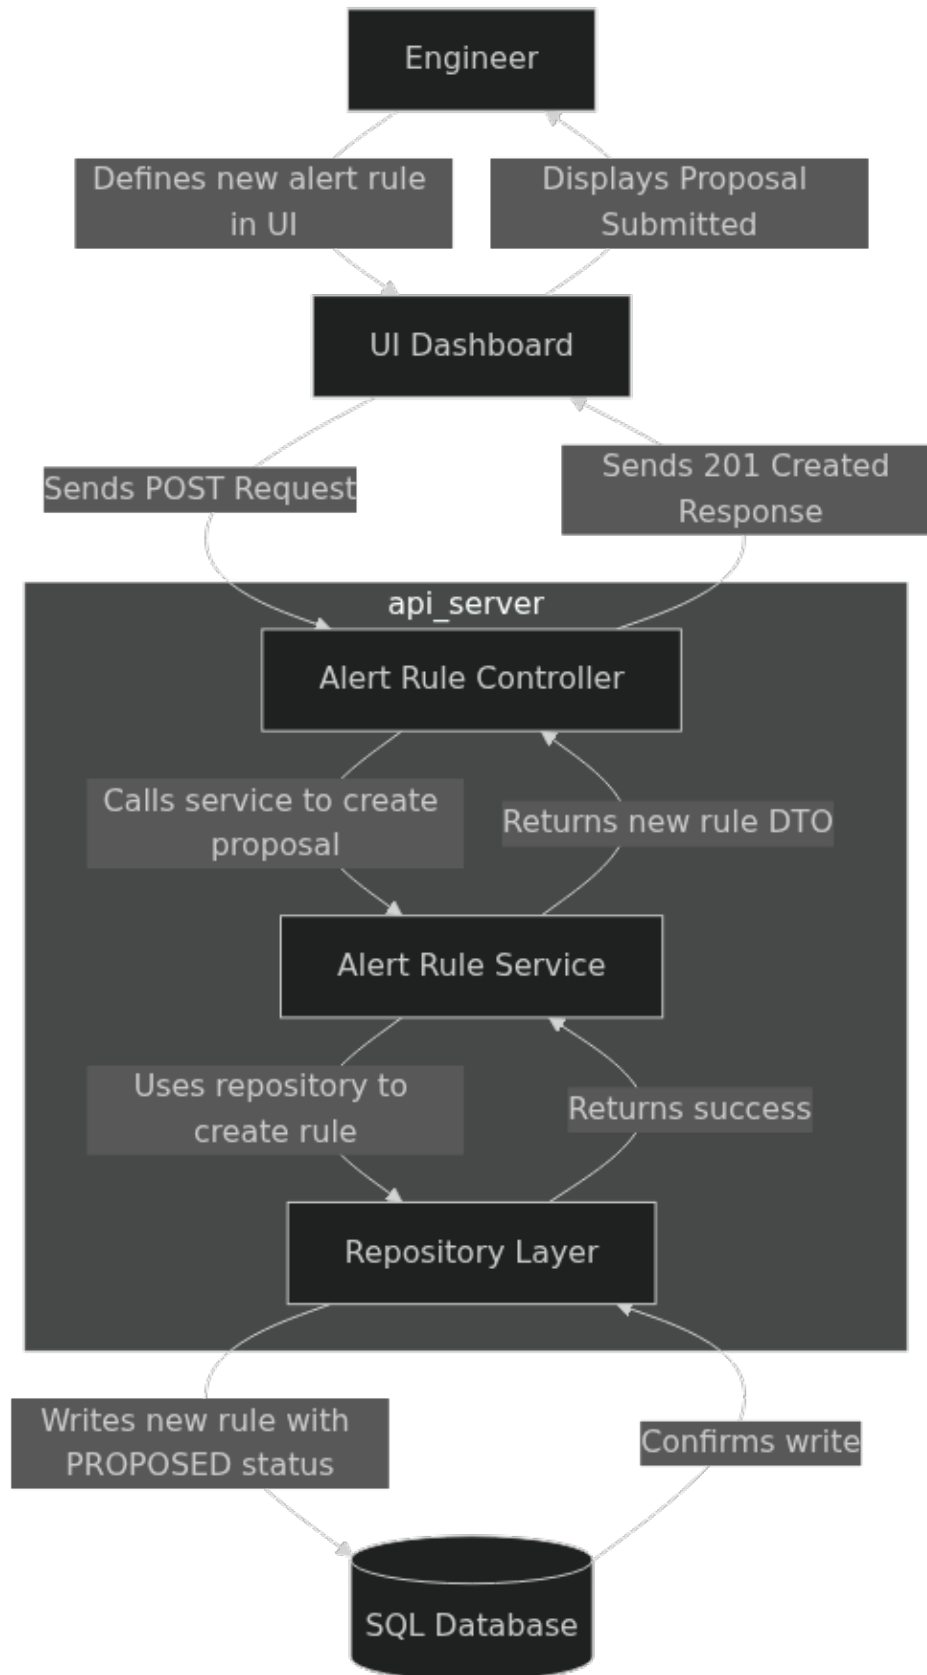 Engineer
Defines new alert rule
in UI
Displays Proposal
Submitted
UI Dashboard
Sends POST Request
Sends 201 Created
Response
api_server
Alert Rule Controller
Calls service to create
proposal
Returns new rule DTO
Alert Rule Service
Uses repository to
create rule
Returns success
Repository Layer
Writes new rule with
PROPOSED status
Confirms write
SQL Database